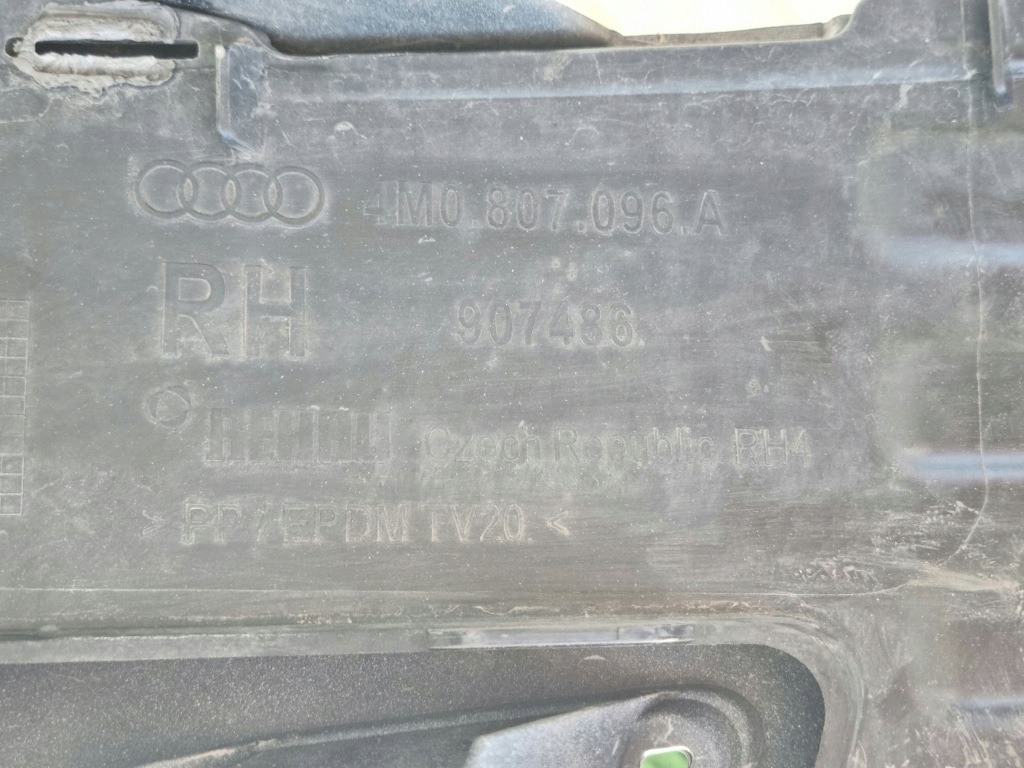 4M0.807.096.A
RH
907486
REHAU Czech Republic RH4
> PP / EPDM TV20 <